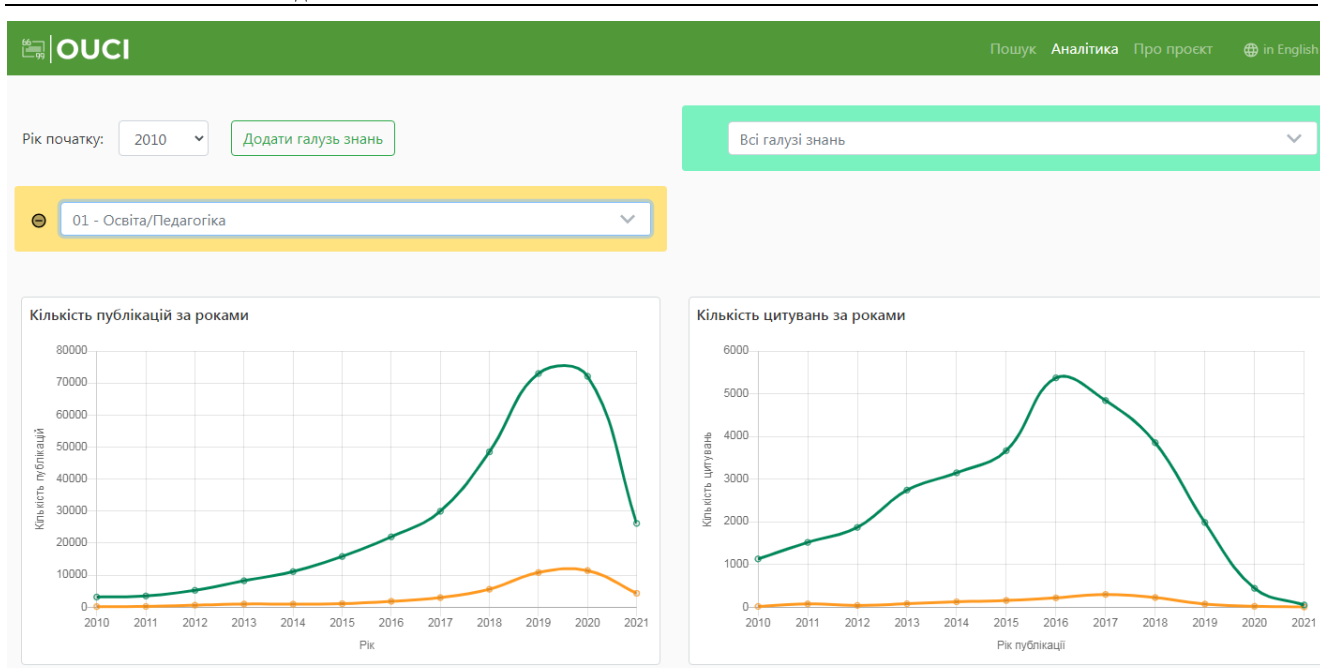 OUCI
Пошук Аналітика Про проєкт in English
Рік початку: 2010 Додати галузь знань
Всі галузі знань
01 - Освіта/Педагогіка
Кількість публікацій за роками
80000
70000
60000
50000
40000
30000
20000
10000
0
Кількість публікацій
2010 2011 2012 2013 2014 2015 2016 2017 2018 2019 2020 2021
Рік
Кількість цитувань за роками
6000
5000
4000
3000
2000
1000
0
Кількість цитувань
2010 2011 2012 2013 2014 2015 2016 2017 2018 2019 2020 2021
Рік публікації